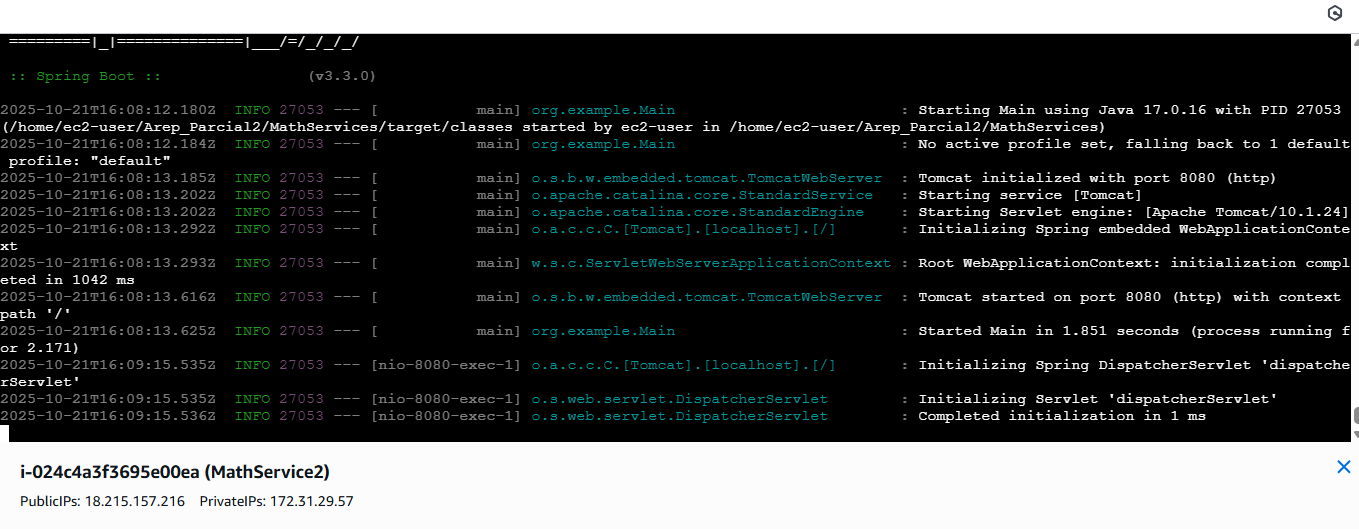 =========|_|==============|___/=/_/_/_/
:: Spring Boot ::                (v3.3.0)
2025-10-21T16:08:12.180Z  INFO 27053 --- [           main] org.example.Main                         : Starting Main using Java 17.0.16 with PID 27053
(/home/ec2-user/Arep_Parcial2/MathServices/target/classes started by ec2-user in /home/ec2-user/Arep_Parcial2/MathServices)
2025-10-21T16:08:12.184Z  INFO 27053 --- [           main] org.example.Main                         : No active profile set, falling back to 1 default
 profile: "default"
2025-10-21T16:08:13.185Z  INFO 27053 --- [           main] o.s.b.w.embedded.tomcat.TomcatWebServer  : Tomcat initialized with port 8080 (http)
2025-10-21T16:08:13.202Z  INFO 27053 --- [           main] o.apache.catalina.core.StandardService   : Starting service [Tomcat]
2025-10-21T16:08:13.202Z  INFO 27053 --- [           main] o.apache.catalina.core.StandardEngine    : Starting Servlet engine: [Apache Tomcat/10.1.24]
2025-10-21T16:08:13.292Z  INFO 27053 --- [           main] o.a.c.c.C.[Tomcat].[localhost].[/]       : Initializing Spring embedded WebApplicationConte
xt
2025-10-21T16:08:13.293Z  INFO 27053 --- [           main] w.s.c.ServletWebServerApplicationContext : Root WebApplicationContext: initialization compl
eted in 1042 ms
2025-10-21T16:08:13.616Z  INFO 27053 --- [           main] o.s.b.w.embedded.tomcat.TomcatWebServer  : Tomcat started on port 8080 (http) with context
path '/'
2025-10-21T16:08:13.625Z  INFO 27053 --- [           main] org.example.Main                         : Started Main in 1.851 seconds (process running f
or 2.171)
2025-10-21T16:09:15.535Z  INFO 27053 --- [nio-8080-exec-1] o.a.c.c.C.[Tomcat].[localhost].[/]       : Initializing Spring DispatcherServlet 'dispatche
rServlet'
2025-10-21T16:09:15.535Z  INFO 27053 --- [nio-8080-exec-1] o.s.web.servlet.DispatcherServlet        : Initializing Servlet 'dispatcherServlet'
2025-10-21T16:09:15.536Z  INFO 27053 --- [nio-8080-exec-1] o.s.web.servlet.DispatcherServlet        : Completed initialization in 1 ms
i-024c4a3f3695e00ea (MathService2)
PublicIPs: 18.215.157.216   PrivateIPs: 172.31.29.57